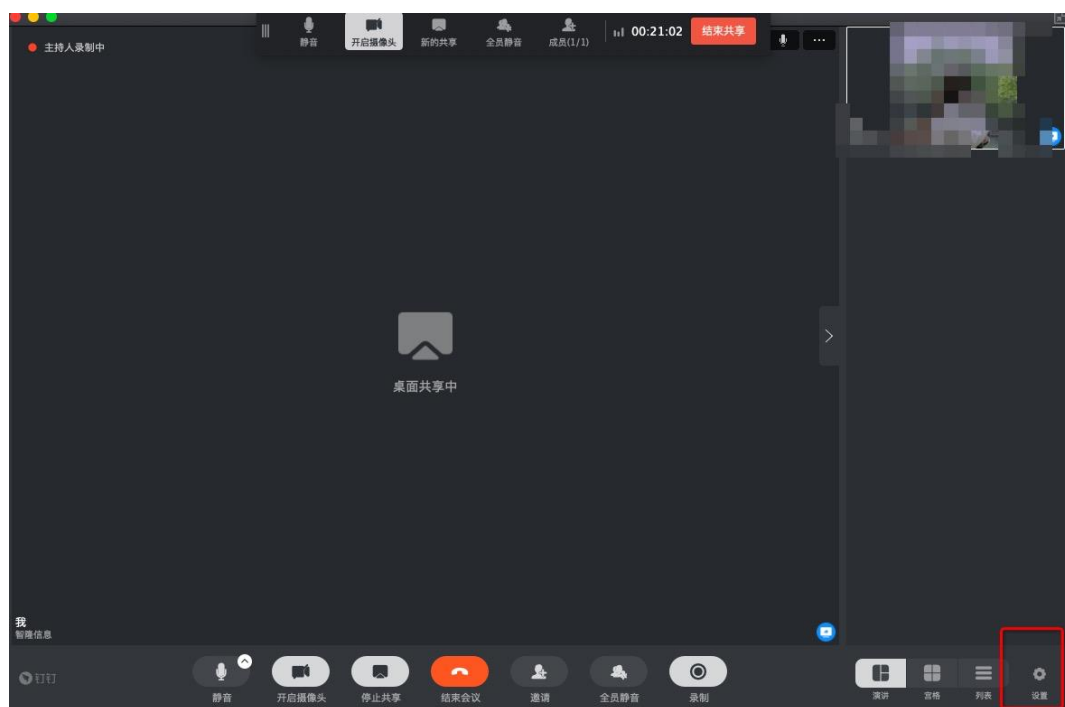 主持人录制中
静音
开启摄像头
新的共享
全员静音
成员(1/1)
00:21:02
结束共享
桌面共享中
我
智隆信息
钉钉
静音
开启摄像头
停止共享
结束会议
邀请
全员静音
录制
演讲
宫格
列表
设置